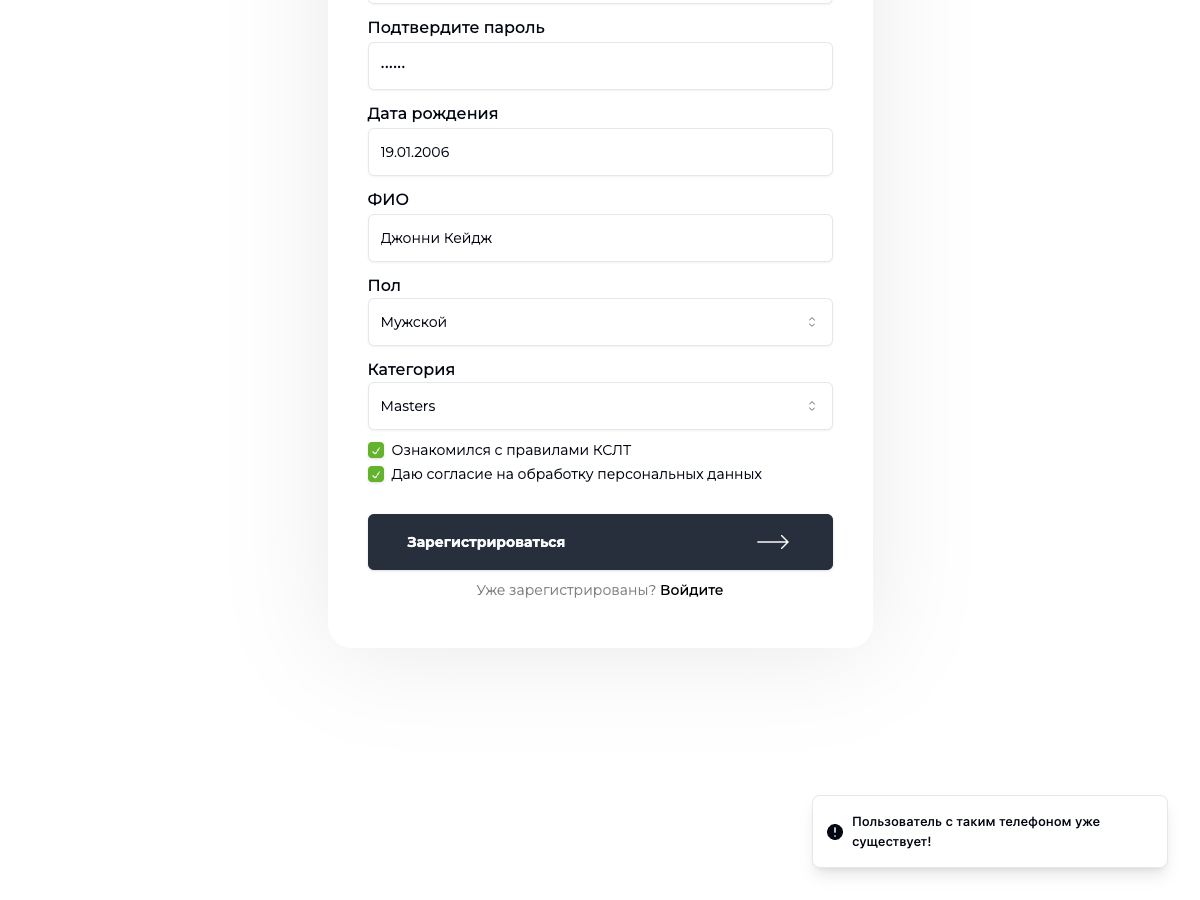 Подтвердите пароль
······
Дата рождения
19.01.2006
ФИО
Джонни Кейдж
Пол
Мужской
Категория
Masters
Ознакомился с правилами КСЛТ
Даю согласие на обработку персональных данных
Зарегистрироваться
Уже зарегистрированы? Войдите
Пользователь с таким телефоном уже
существует!